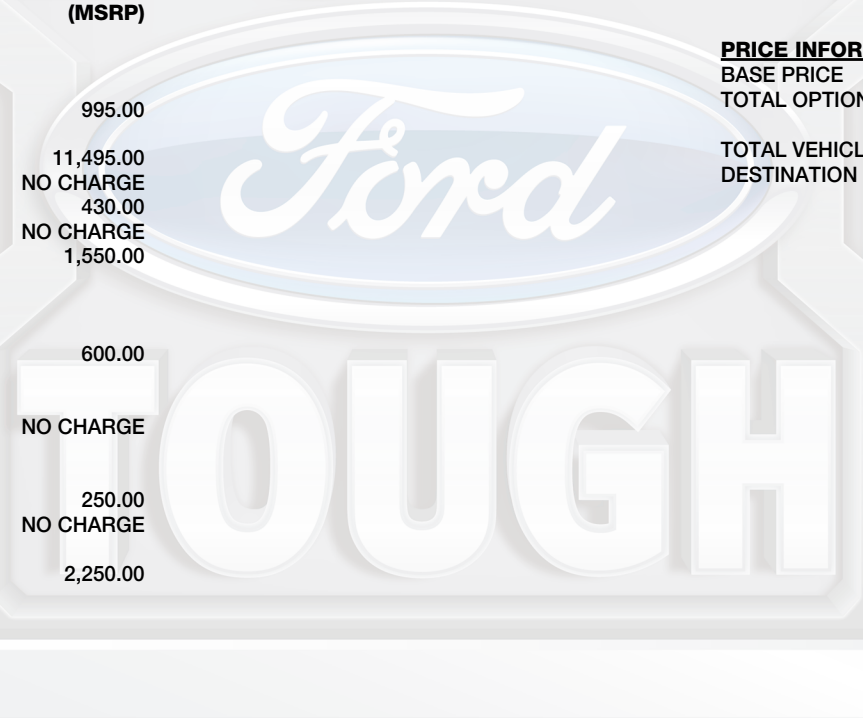 (MSRP)
995.00
11,495.00
NO CHARGE
430.00
NO CHARGE
1,550.00
600.00
NO CHARGE
250.00
NO CHARGE
2,250.00
PRICE INFOR
BASE PRICE
TOTAL OPTION
TOTAL VEHICL
DESTINATION
Ford
TOUGH